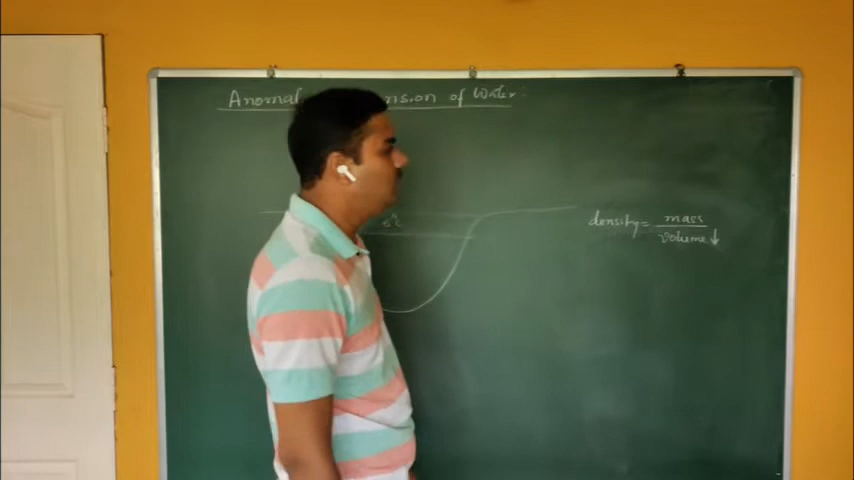 Anomal nsion of Water:
density = mass
volume ↓